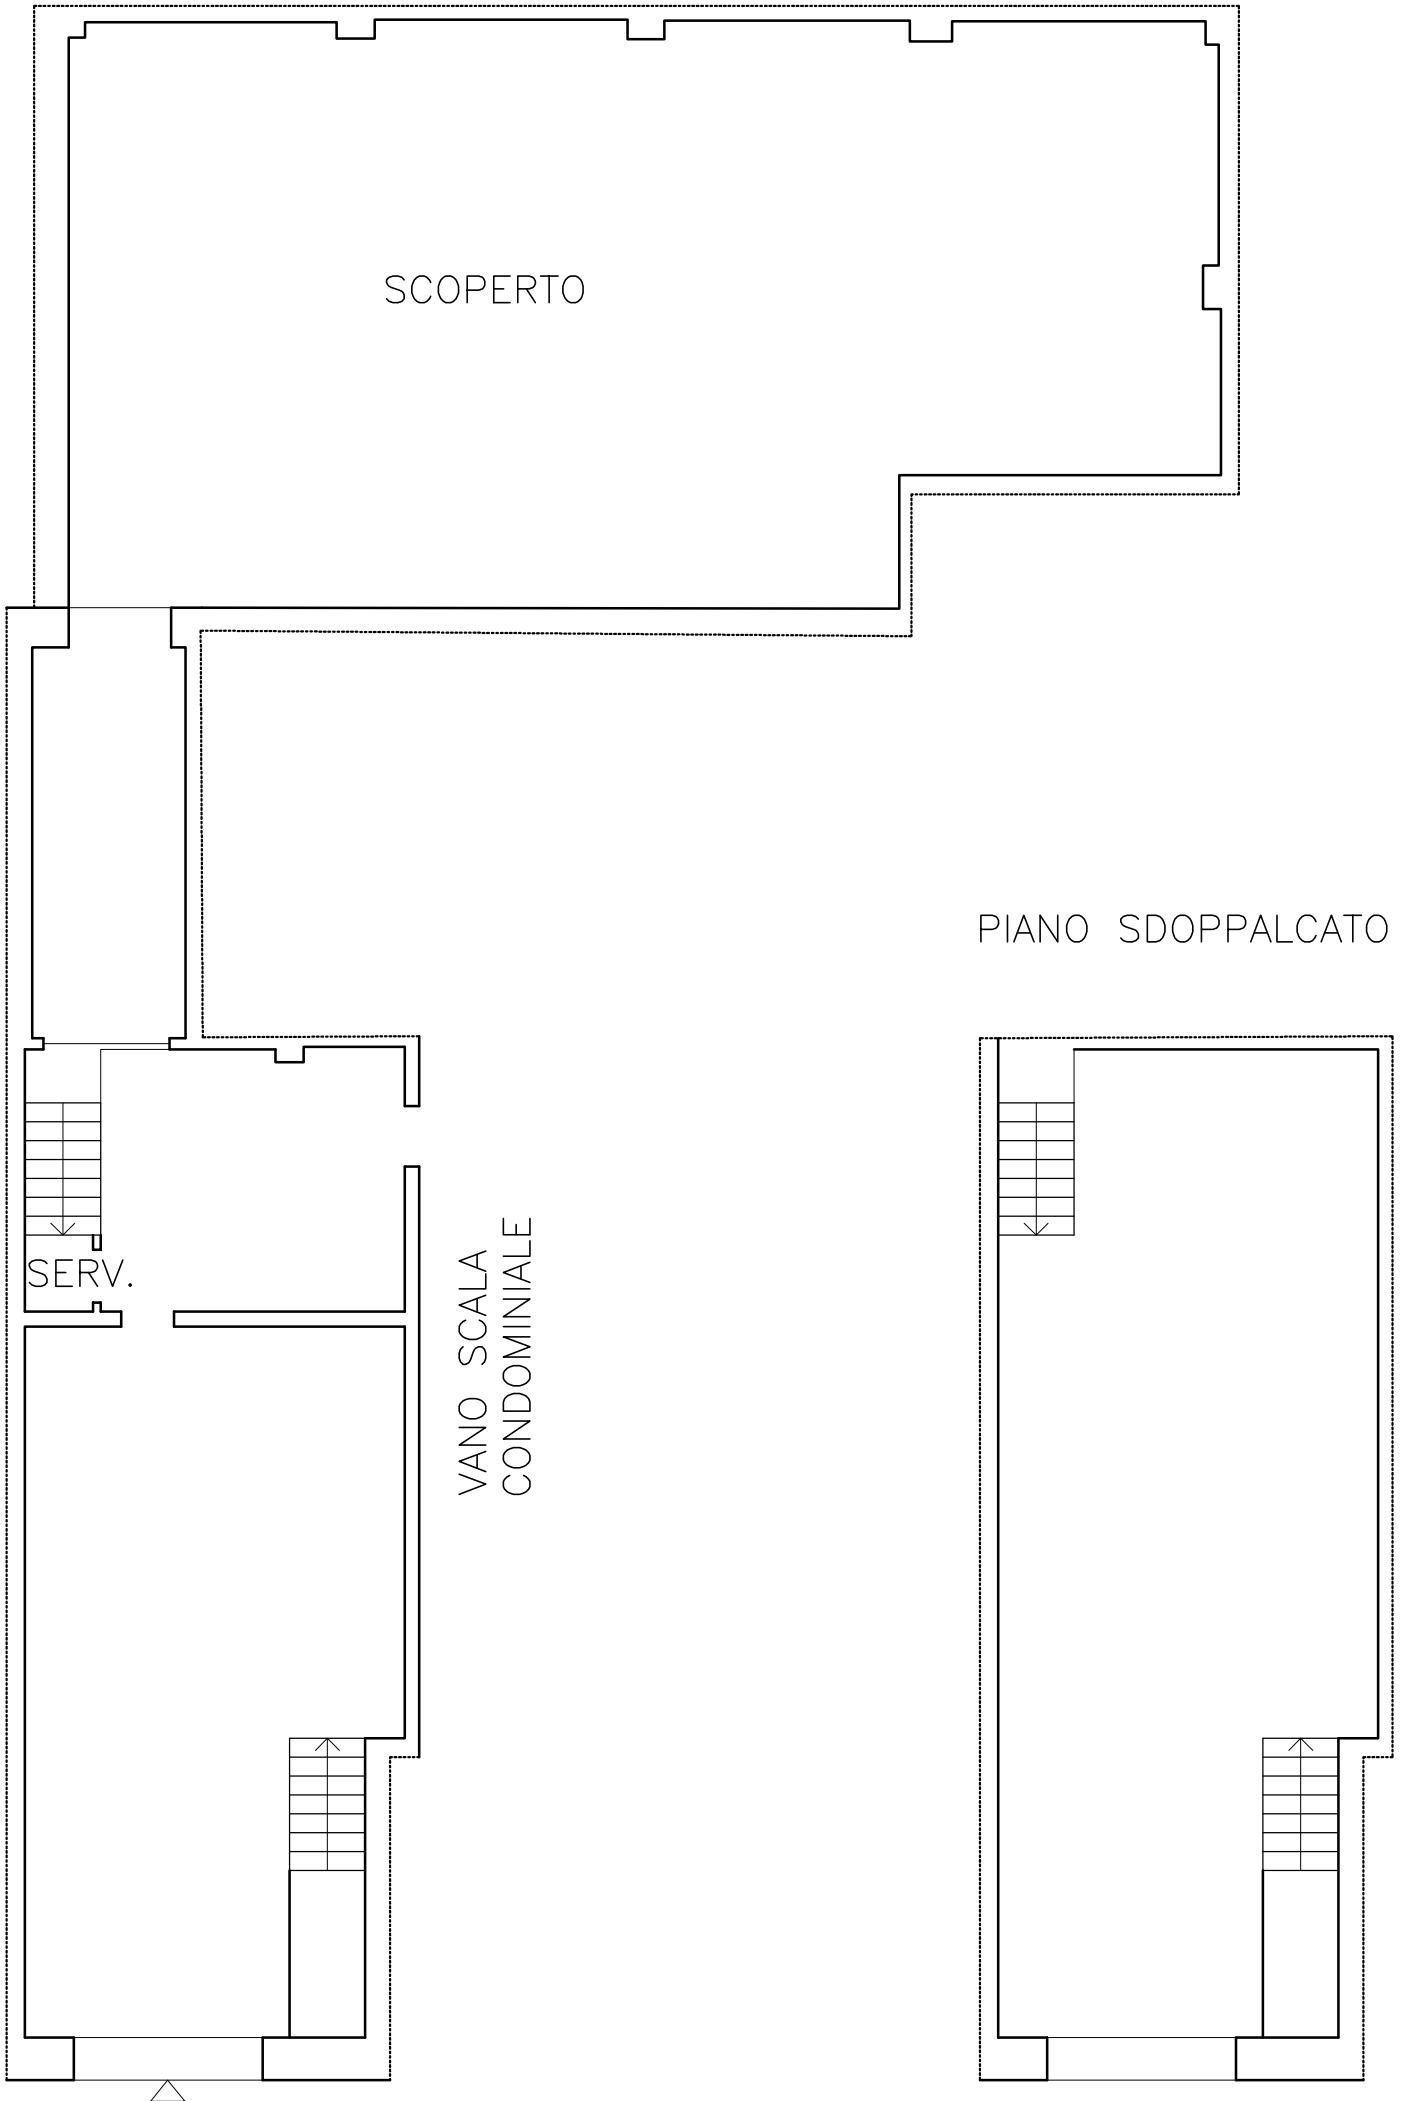 SCOPERTO
PIANO SDOPPALCATO
SERV.
VANO SCALA
CONDOMINIALE